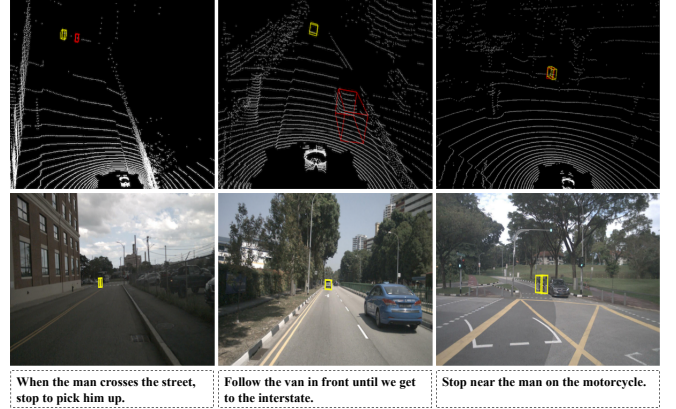 When the man crosses the street,
stop to pick him up.
Follow the van in front until we get
to the interstate.
Stop near the man on the motorcycle.